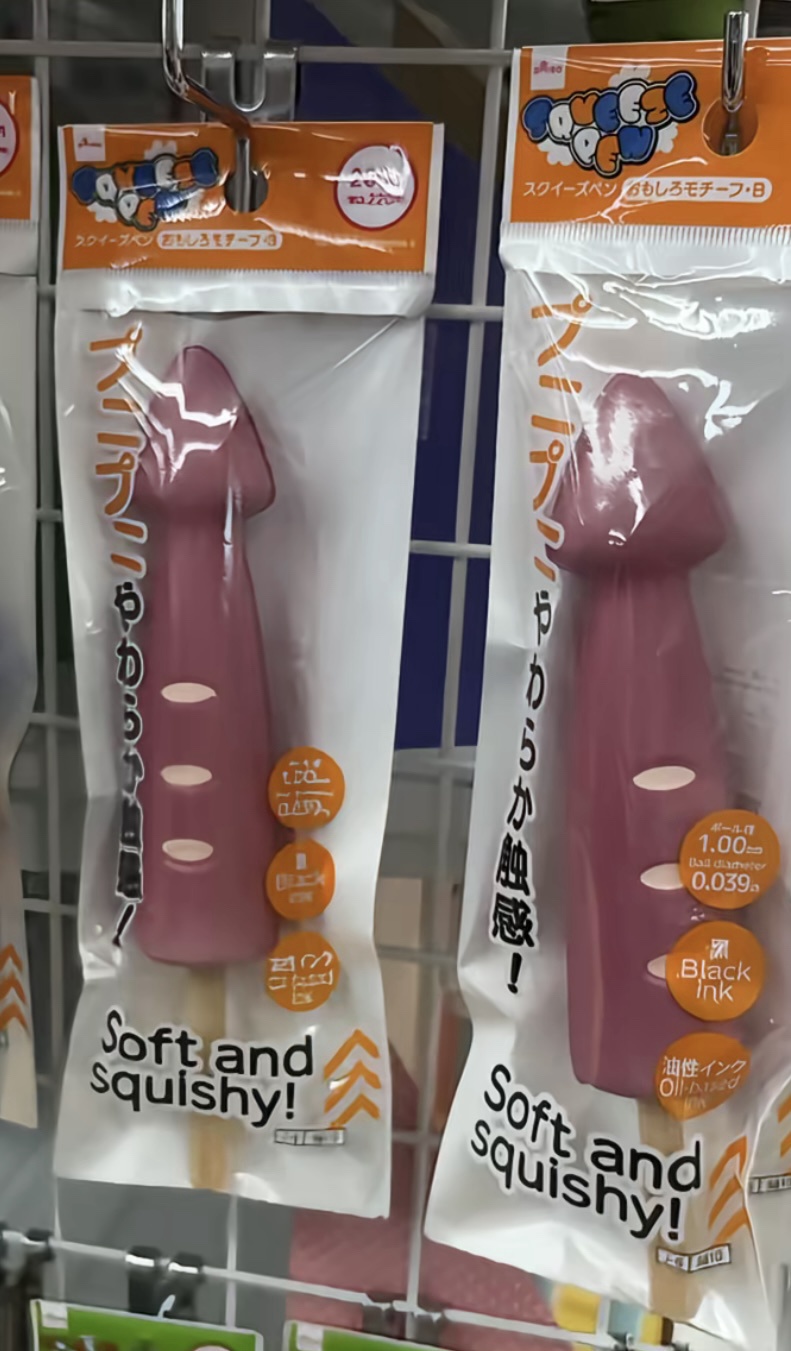 SQUEEZE
PEN
スクイーズペン おもしろモチーフ・B
プニプニ
やわらか触感!
Black
Soft and
squishy!
DAISO
SQUEEZE
PEN
スクイーズペン おもしろモチーフ・B
プニプニ
やわらか触感!
ボール径
1.00mm
Ball diameter
0.039in
Black
Ink
油性インク
Oil-based
Ink
Soft and
squishy!